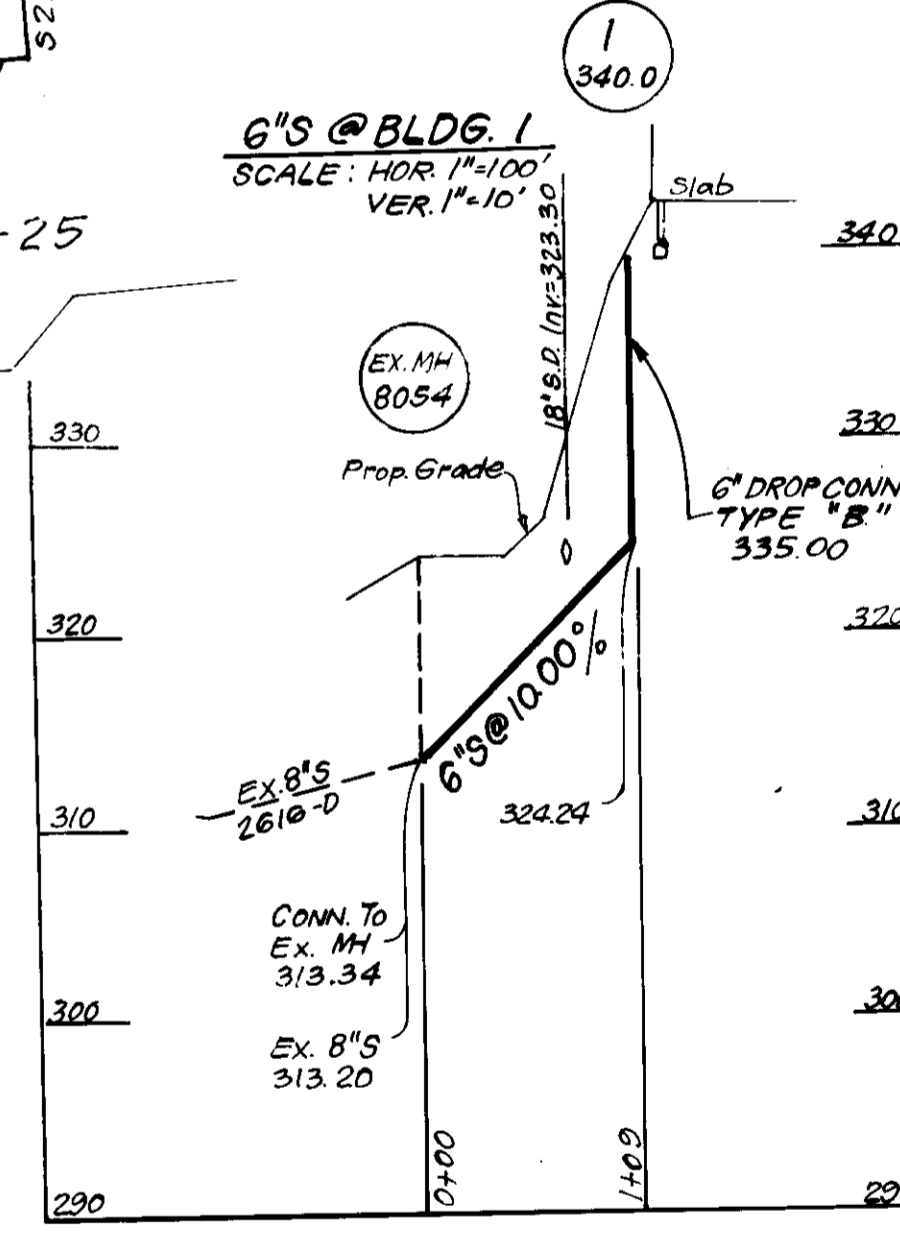 1
340.0
6"S @ BLDG. 1
SCALE: HOR. 1"=100'
VER. 1"=10'
Slab
-25
340
18" S.D. Inv.=323.30
EX. MH
8054
330
330
Prop. Grade
6" DROP CONN
TYPE "B"
335.00
320
320
6"S @ 10.00%
EX. 8"S
2616-D
324.24
310
310
CONN. TO
EX. MH
313.34
300
300
EX. 8"S
313.20
0+00
1+09
290
29